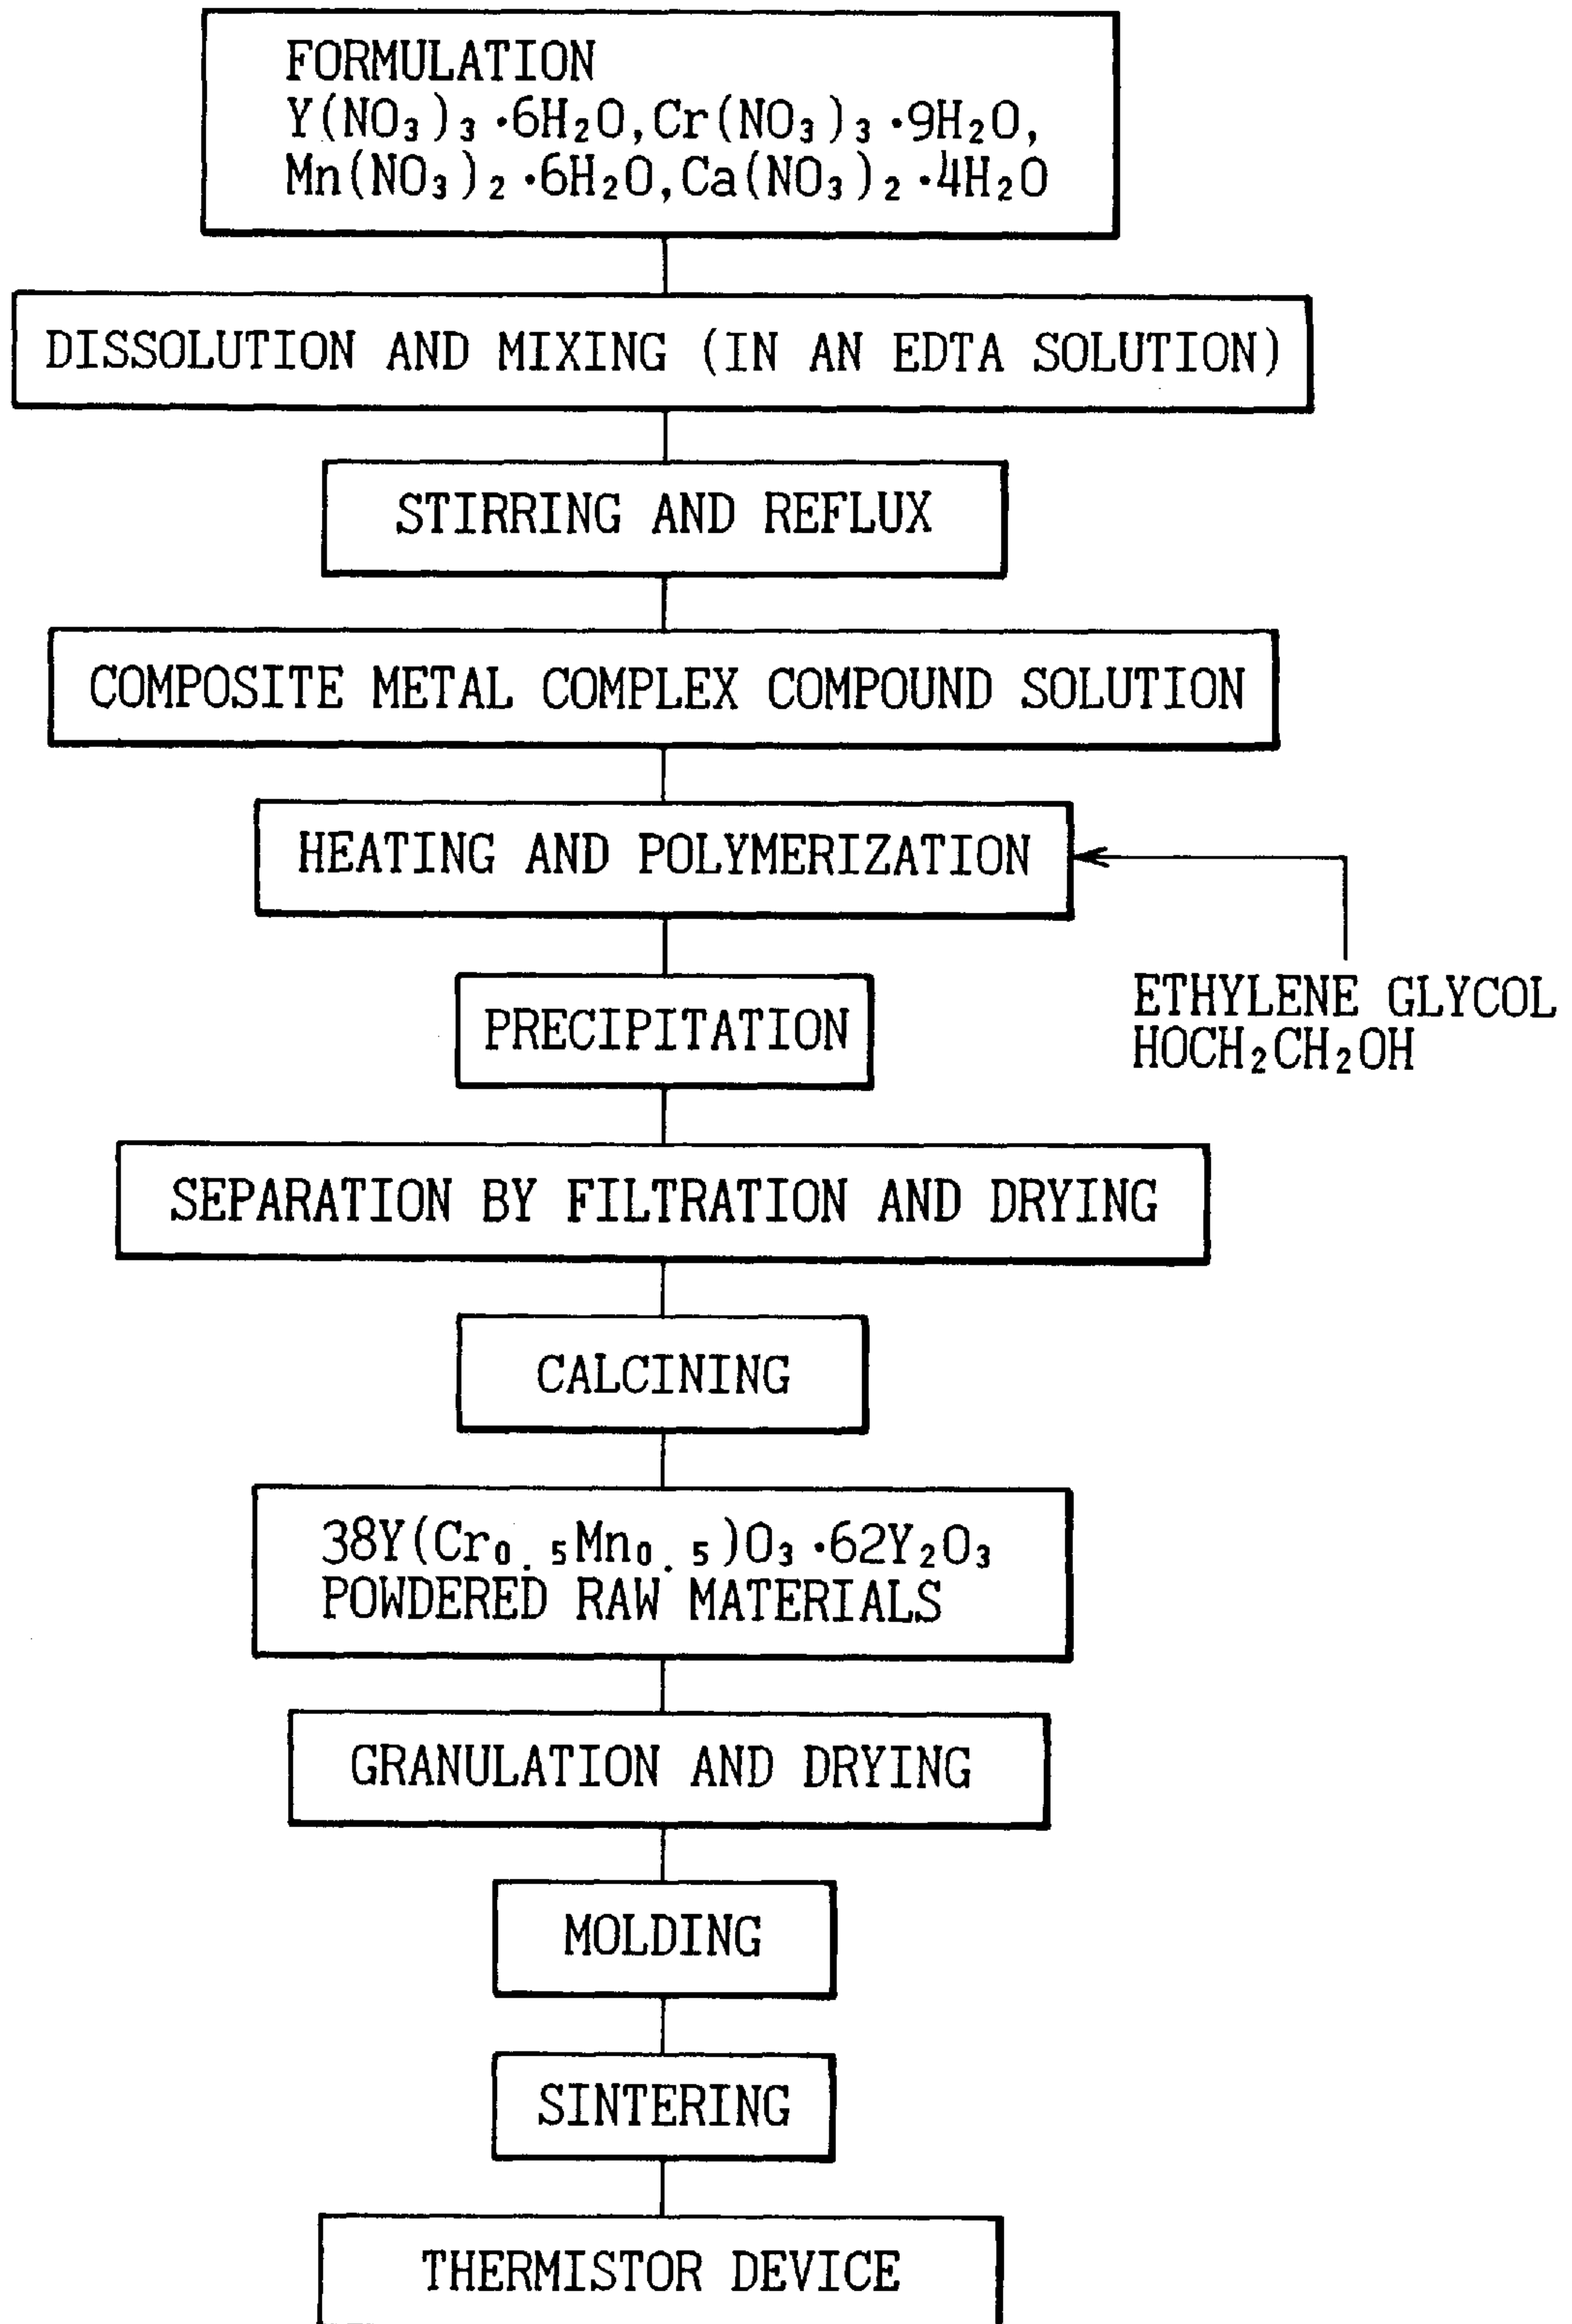 FORMULATION
Y(NO₃)₃·6H₂O,Cr(NO₃)₃·9H₂O,
Mn(NO₃)₂·6H₂O,Ca(NO₃)₂·4H₂O
DISSOLUTION AND MIXING (IN AN EDTA SOLUTION)
STIRRING AND REFLUX
COMPOSITE METAL COMPLEX COMPOUND SOLUTION
HEATING AND POLYMERIZATION
ETHYLENE GLYCOL
HOCH₂CH₂OH
PRECIPITATION
SEPARATION BY FILTRATION AND DRYING
CALCINING
38Y(Cr₀.₅Mn₀.₅)O₃·62Y₂O₃
POWDERED RAW MATERIALS
GRANULATION AND DRYING
MOLDING
SINTERING
THERMISTOR DEVICE